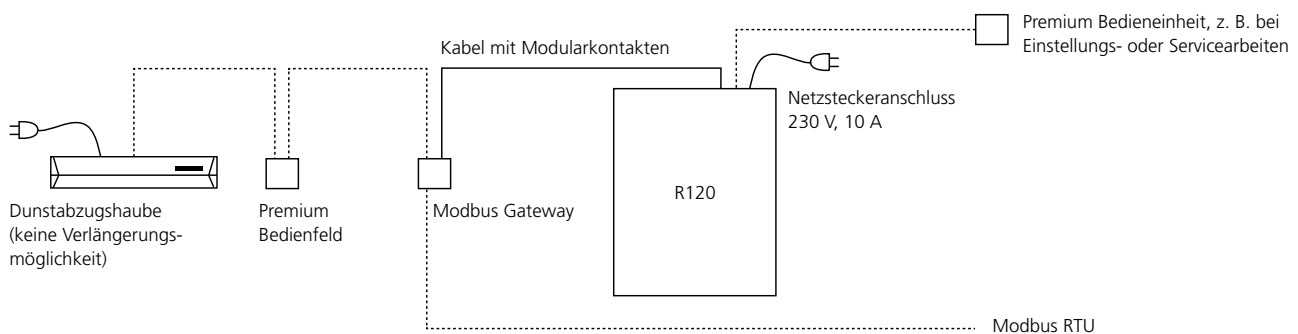 Premium Bedieneinheit, z. B. bei
Einstellungs- oder Servicearbeiten
Kabel mit Modularkontakten
Netzsteckeranschluss
230 V, 10 A
R120
Dunstabzugshaube
(keine Verlängerungs-
möglichkeit)
Premium
Bedienfeld
Modbus Gateway
Modbus RTU